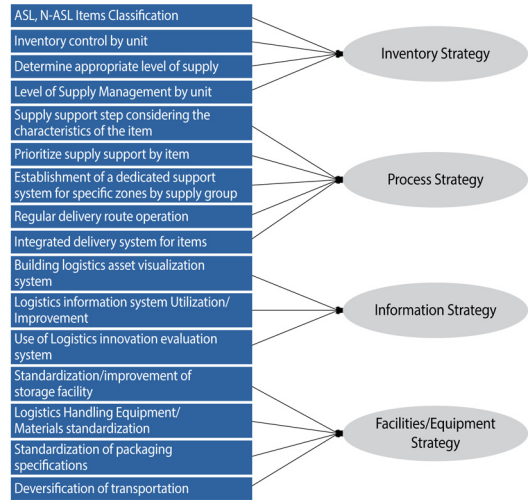 ASL, N-ASL Items Classification
Inventory control by unit
Determine appropriate level of supply
Level of Supply Management by unit
Supply support step considering the
characteristics of the item
Prioritize supply support by item
Establishment of a dedicated support
system for specific zones by supply group
Regular delivery route operation
Integrated delivery system for items
Building logistics asset visualization
system
Logistics information system Utilization/
Improvement
Use of Logistics innovation evaluation
system
Standardization/improvement of
storage facility
Logistics Handling Equipment/
Materials standardization
Standardization of packaging
specifications
Deversification of transportation
Inventory Strategy
Process Strategy
Information Strategy
Facilities/Equipment
Strategy